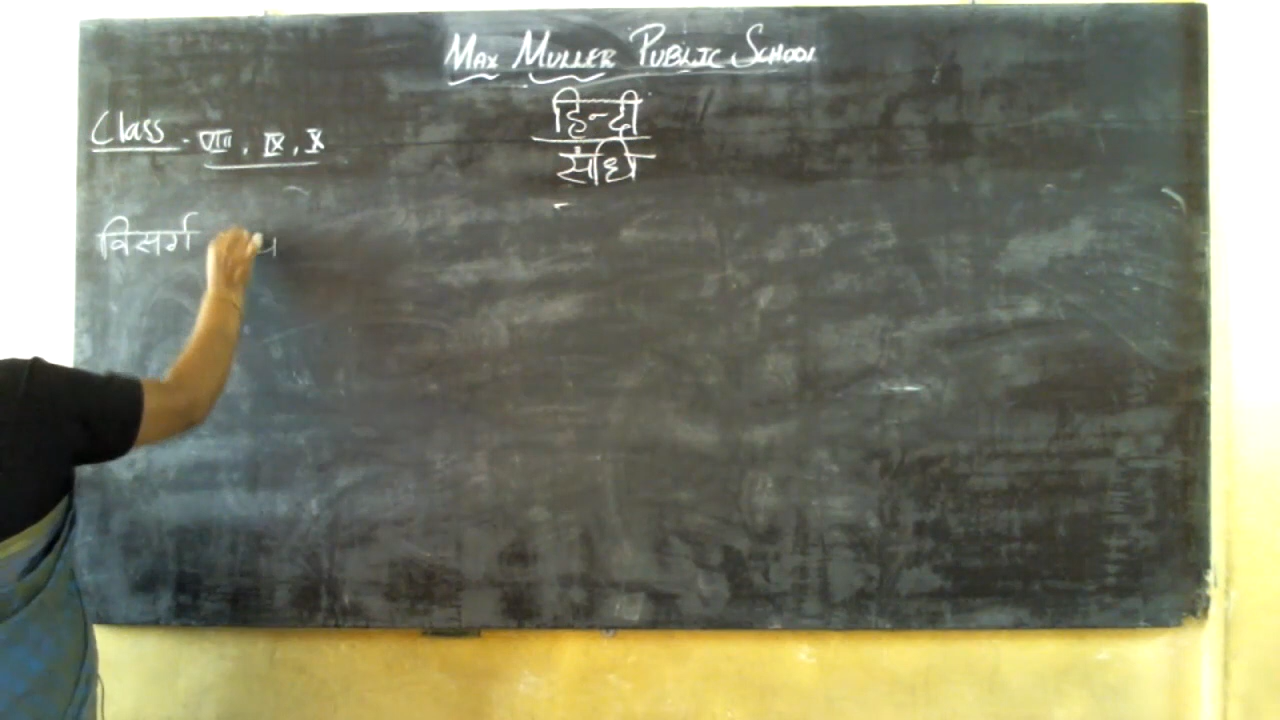 Max Muller Public School
हिन्दी
Class - VIII, IX, X
संधि
विसर्ग